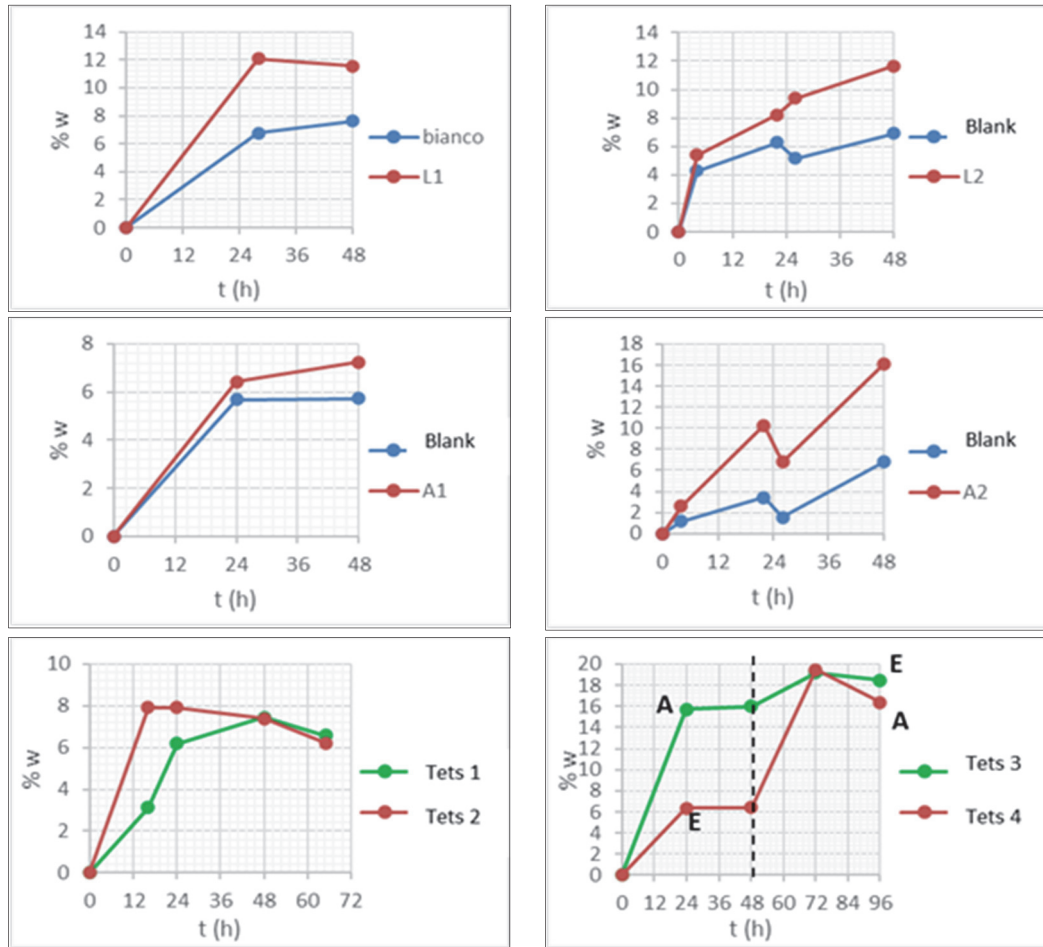 14
12
10
8
6
4
2
0
% w
0 12 24 36 48
t (h)
bianco
L1
14
12
10
8
6
4
2
0
% w
0 12 24 36 48
t (h)
Blank
L2
8
6
4
2
0
% w
0 12 24 36 48
t (h)
Blank
A1
18
16
14
12
10
8
6
4
2
0
% w
0 12 24 36 48
t (h)
Blank
A2
10
8
6
4
2
0
% w
0 12 24 36 48 60 72
t (h)
Tets 1
Tets 2
20
18
16
14
12
10
8
6
4
2
0
% w
A
E
E
A
0 12 24 36 48 60 72 84 96
t (h)
Tets 3
Tets 4